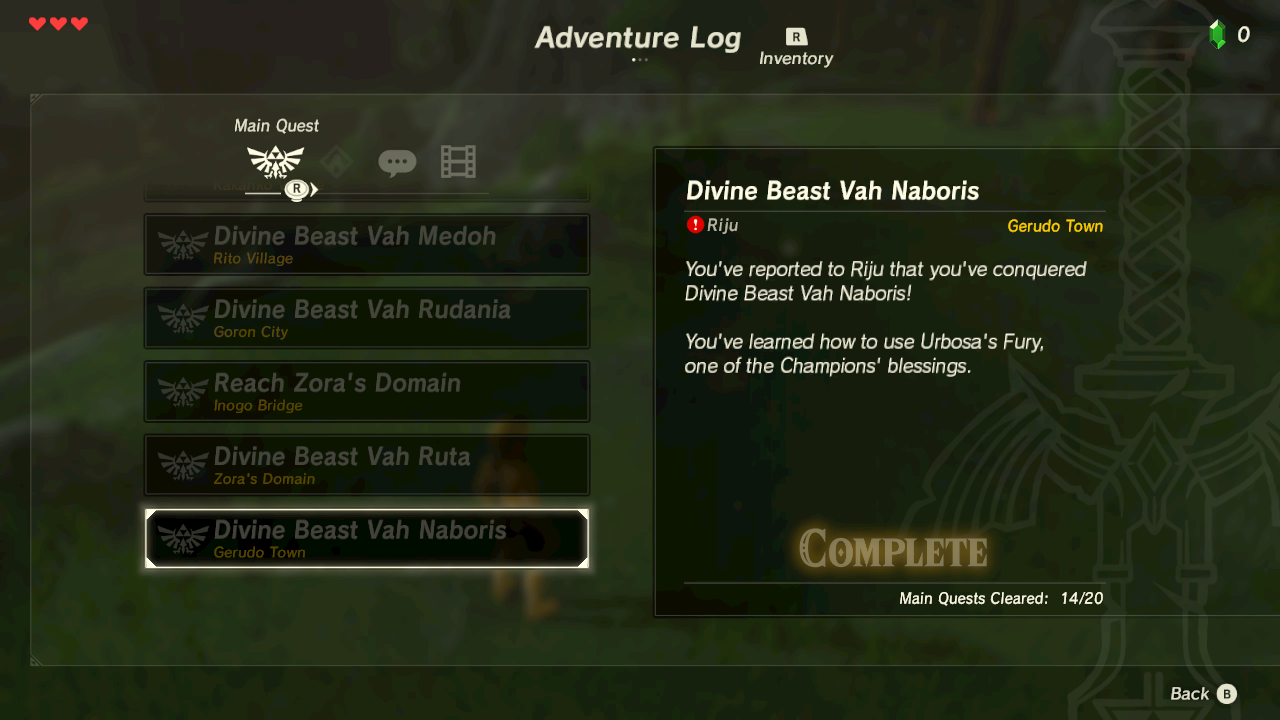 Adventure Log
R
Inventory
0
Main Quest
R
Divine Beast Vah Medoh
Rito Village
Divine Beast Vah Rudania
Goron City
Reach Zora's Domain
Inogo Bridge
Divine Beast Vah Ruta
Zora's Domain
Divine Beast Vah Naboris
Gerudo Town
Divine Beast Vah Naboris
Riju
Gerudo Town
You've reported to Riju that you've conquered
Divine Beast Vah Naboris!
You've learned how to use Urbosa's Fury,
one of the Champions' blessings.
COMPLETE
Main Quests Cleared: 14/20
Back B